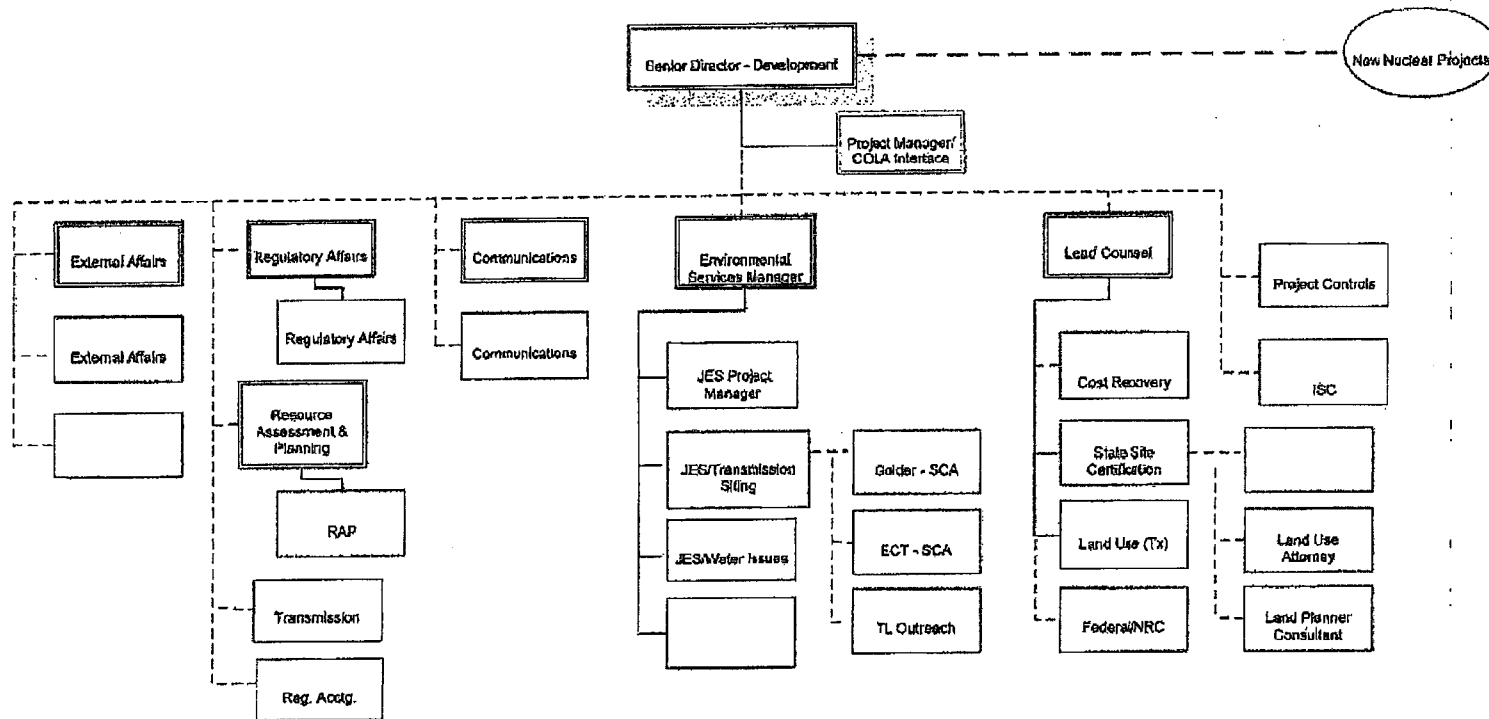 Senior Director - Development
New Nuclear Projects
Project Manager/
COLA Interface
External Affairs
Regulatory Affairs
Communications
Environmental
Services Manager
Lead Counsel
Project Controls
External Affairs
Regulatory Affairs
Communications
JES Project
Manager
Cost Recovery
ISC
Resource
Assessment &
Planning
JES/Transmission
Siting
Golder - SCA
State Site
Certification
RAP
JES/Water Issues
ECT - SCA
Land Use (Tx)
Land Use
Attorney
Transmission
TL Outreach
Federal/NRC
Land Planner
Consultant
Reg. Acctg.